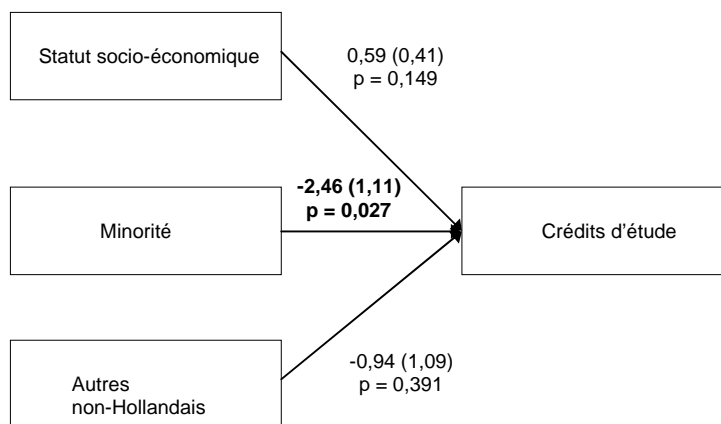 Statut socio-économique
0,59 (0,41)
p = 0,149
-2,46 (1,11)
p = 0,027
Minorité
Crédits d'étude
-0,94 (1,09)
p = 0,391
Autres
non-Hollandais